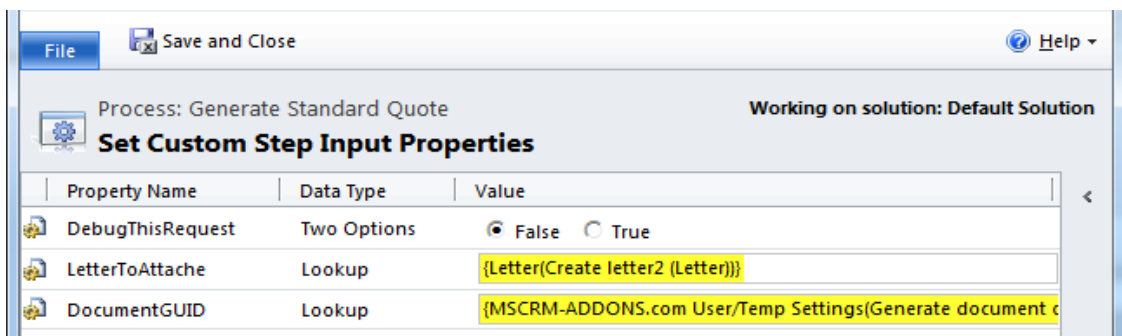 File Save and Close Help
Process: Generate Standard Quote Working on solution: Default Solution
Set Custom Step Input Properties
Property Name Data Type Value
DebugThisRequest Two Options False True
LetterToAttache Lookup {Letter(Create letter2 (Letter))}
DocumentGUID Lookup {MSCRM-ADDONS.com User/Temp Settings(Generate document